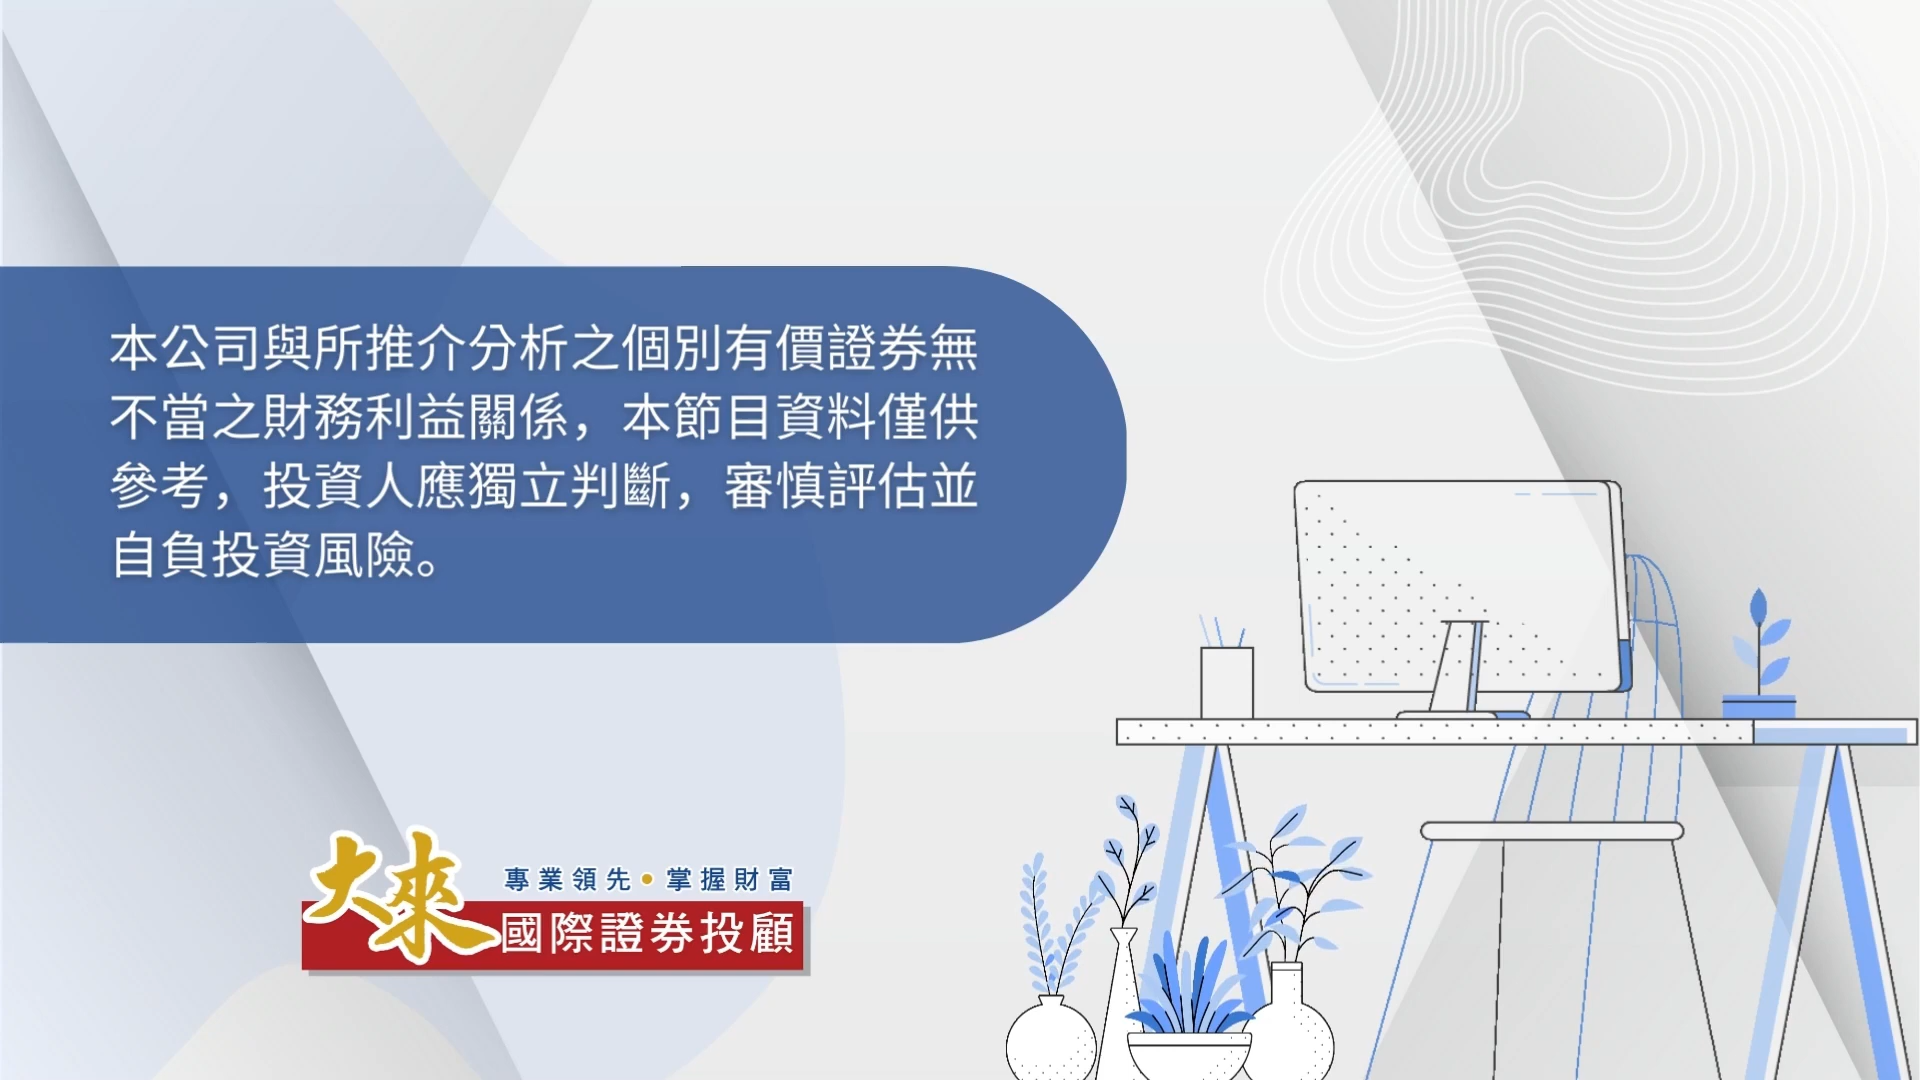 本公司與所推介分析之個別有價證券無
不當之財務利益關係，本節目資料僅供
參考，投資人應獨立判斷，審慎評估並
自負投資風險。
專業領先•掌握財富
大來國際證券投顧